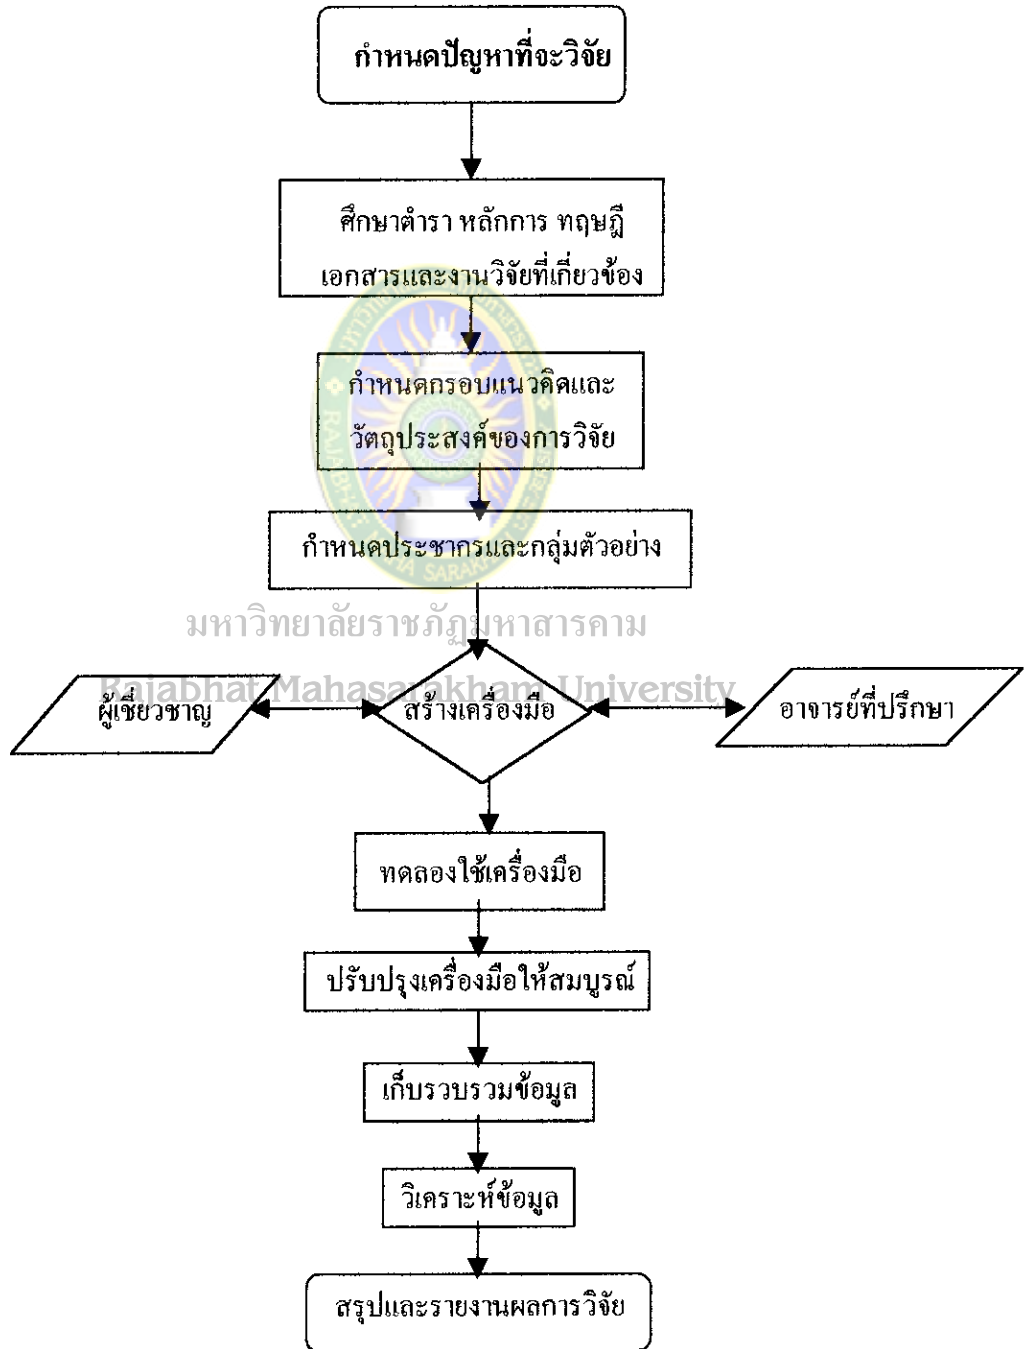 กำหนดปัญหาที่จะวิจัย
ศึกษาตำรา หลักการ ทฤษฎี
เอกสารและงานวิจัยที่เกี่ยวข้อง
กำหนดกรอบแนวคิดและ
วัตถุประสงค์ของการวิจัย
กำหนดประชากรและกลุ่มตัวอย่าง
มหาวิทยาลัยราชภัฏมหาสารคาม
Rajabhat Mahasarakham University
ผู้เชี่ยวชาญ
สร้างเครื่องมือ
อาจารย์ที่ปรึกษา
ทดลองใช้เครื่องมือ
ปรับปรุงเครื่องมือให้สมบูรณ์
เก็บรวบรวมข้อมูล
วิเคราะห์ข้อมูล
สรุปและรายงานผลการวิจัย